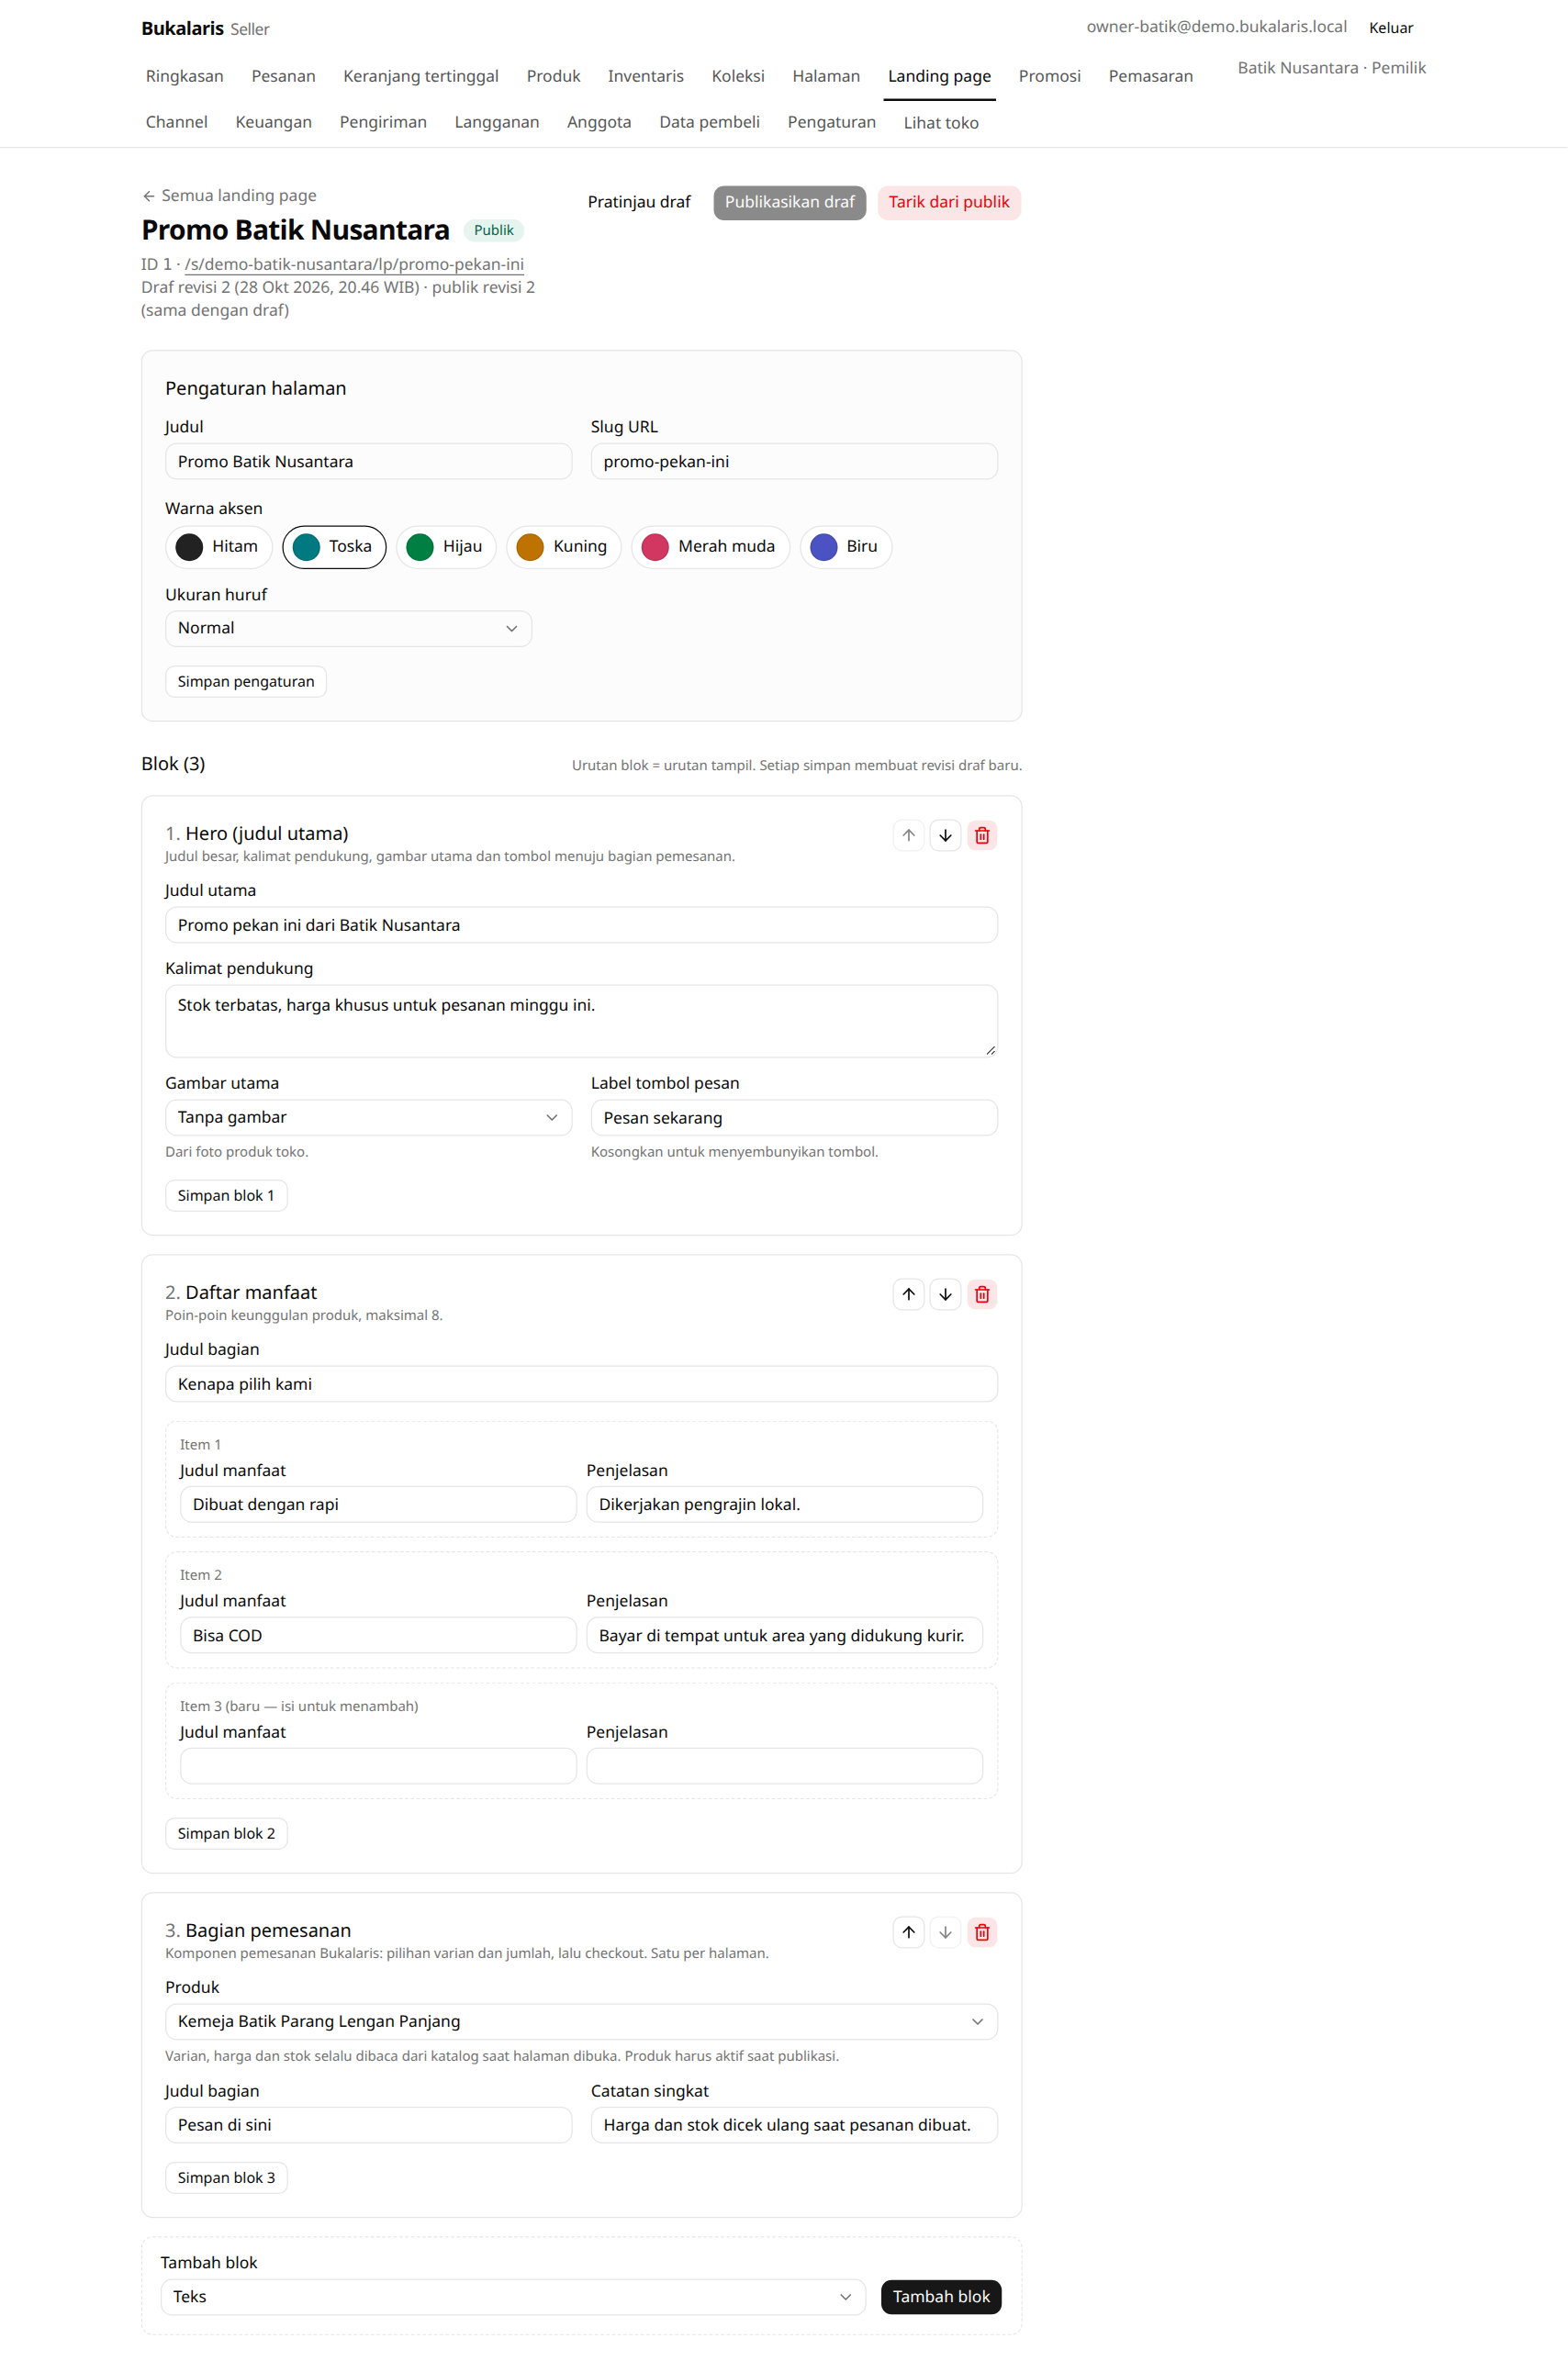 Bukalaris Seller
owner-batik@demo.bukalaris.local Keluar
Ringkasan Pesanan Keranjang tertinggal Produk Inventaris Koleksi Halaman Landing page Promosi Pemasaran
Batik Nusantara · Pemilik
Channel Keuangan Pengiriman Langganan Anggota Data pembeli Pengaturan Lihat toko
← Semua landing page
Pratinjau draf Publikasikan draf Tarik dari publik
Promo Batik Nusantara Publik
ID 1 · /s/demo-batik-nusantara/lp/promo-pekan-ini
Draf revisi 2 (28 Okt 2026, 20.46 WIB) · publik revisi 2
(sama dengan draf)
Pengaturan halaman
Judul Slug URL
Promo Batik Nusantara promo-pekan-ini
Warna aksen
Hitam Toska Hijau Kuning Merah muda Biru
Ukuran huruf
Normal
Simpan pengaturan
Blok (3) Urutan blok = urutan tampil. Setiap simpan membuat revisi draf baru.
1. Hero (judul utama)
Judul besar, kalimat pendukung, gambar utama dan tombol menuju bagian pemesanan.
Judul utama
Promo pekan ini dari Batik Nusantara
Kalimat pendukung
Stok terbatas, harga khusus untuk pesanan minggu ini.
Gambar utama Label tombol pesan
Tanpa gambar Pesan sekarang
Dari foto produk toko. Kosongkan untuk menyembunyikan tombol.
Simpan blok 1
2. Daftar manfaat
Poin-poin keunggulan produk, maksimal 8.
Judul bagian
Kenapa pilih kami
Item 1
Judul manfaat Penjelasan
Dibuat dengan rapi Dikerjakan pengrajin lokal.
Item 2
Judul manfaat Penjelasan
Bisa COD Bayar di tempat untuk area yang didukung kurir.
Item 3 (baru — isi untuk menambah)
Judul manfaat Penjelasan
Simpan blok 2
3. Bagian pemesanan
Komponen pemesanan Bukalaris: pilihan varian dan jumlah, lalu checkout. Satu per halaman.
Produk
Kemeja Batik Parang Lengan Panjang
Varian, harga dan stok selalu dibaca dari katalog saat halaman dibuka. Produk harus aktif saat publikasi.
Judul bagian Catatan singkat
Pesan di sini Harga dan stok dicek ulang saat pesanan dibuat.
Simpan blok 3
Tambah blok
Teks Tambah blok